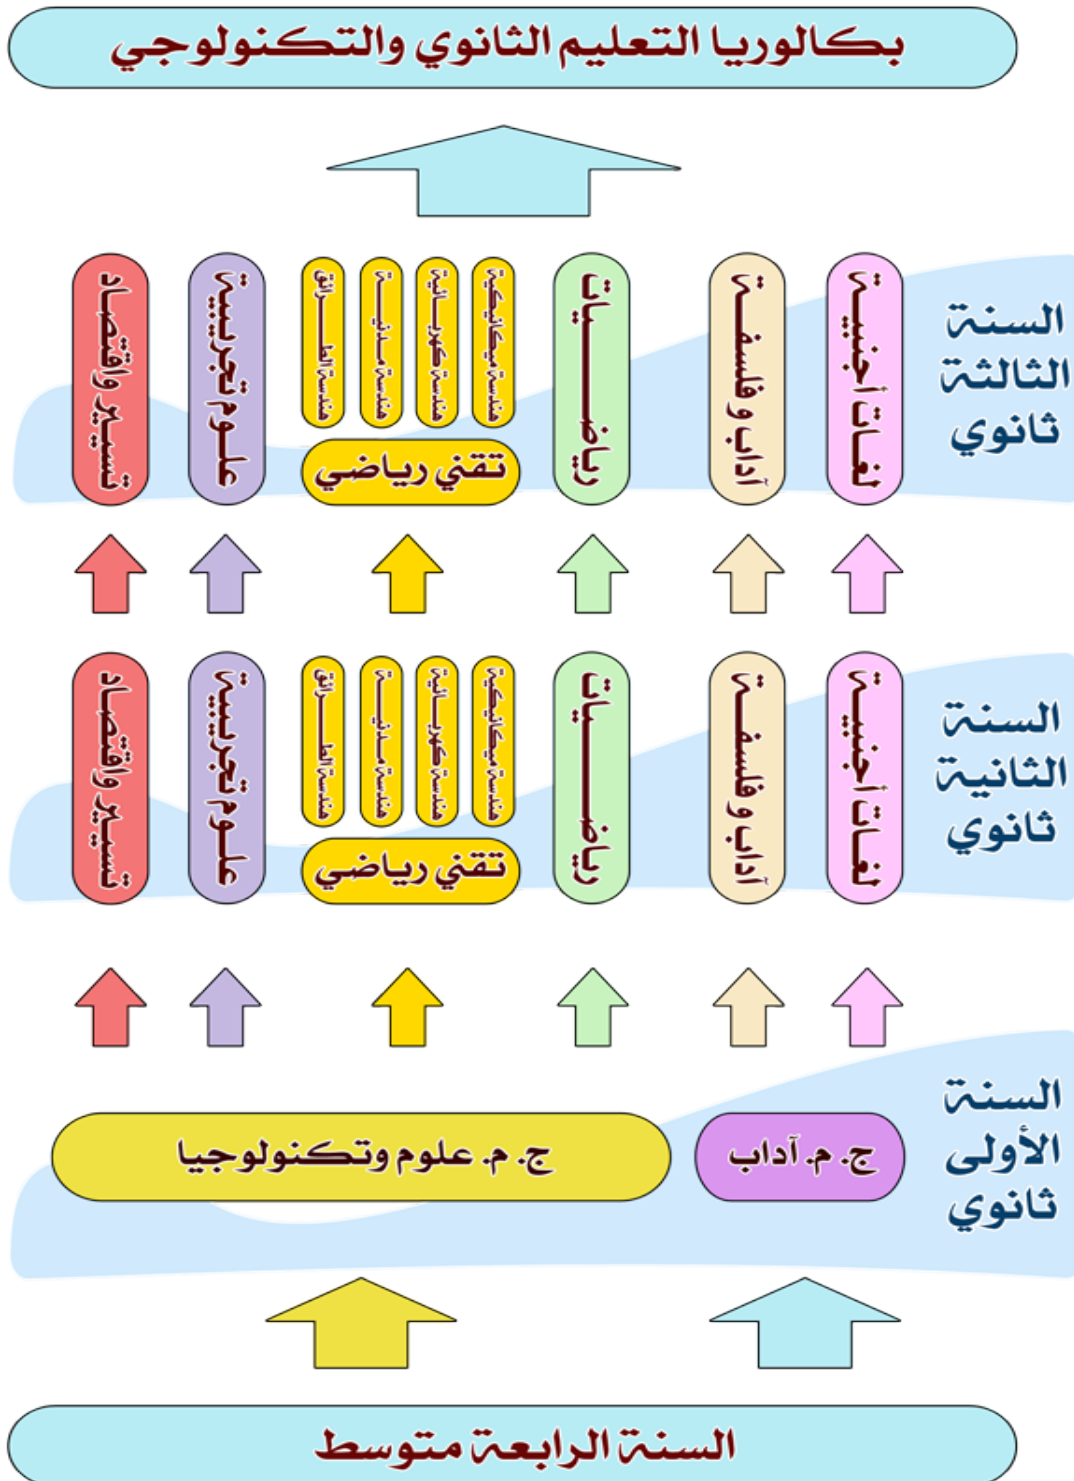 بكالوريا التعليم الثانوي والتكنولوجي
السنة
الثالثة
ثانوي
لغات أجنبية
آداب و فلسفة
رياضيات
هندسة ميكانيكية
هندسة كهربائية
هندسة مدنية
هندسة الطرائق
تقني رياضي
علوم تجريبية
تسيير واقتصاد
السنة
الثانية
ثانوي
لغات أجنبية
آداب و فلسفة
رياضيات
هندسة ميكانيكية
هندسة كهربائية
هندسة مدنية
هندسة الطرائق
تقني رياضي
علوم تجريبية
تسيير واقتصاد
السنة
الأولى
ثانوي
ج. م. آداب
ج. م. علوم وتكنولوجيا
السنة الرابعة متوسط